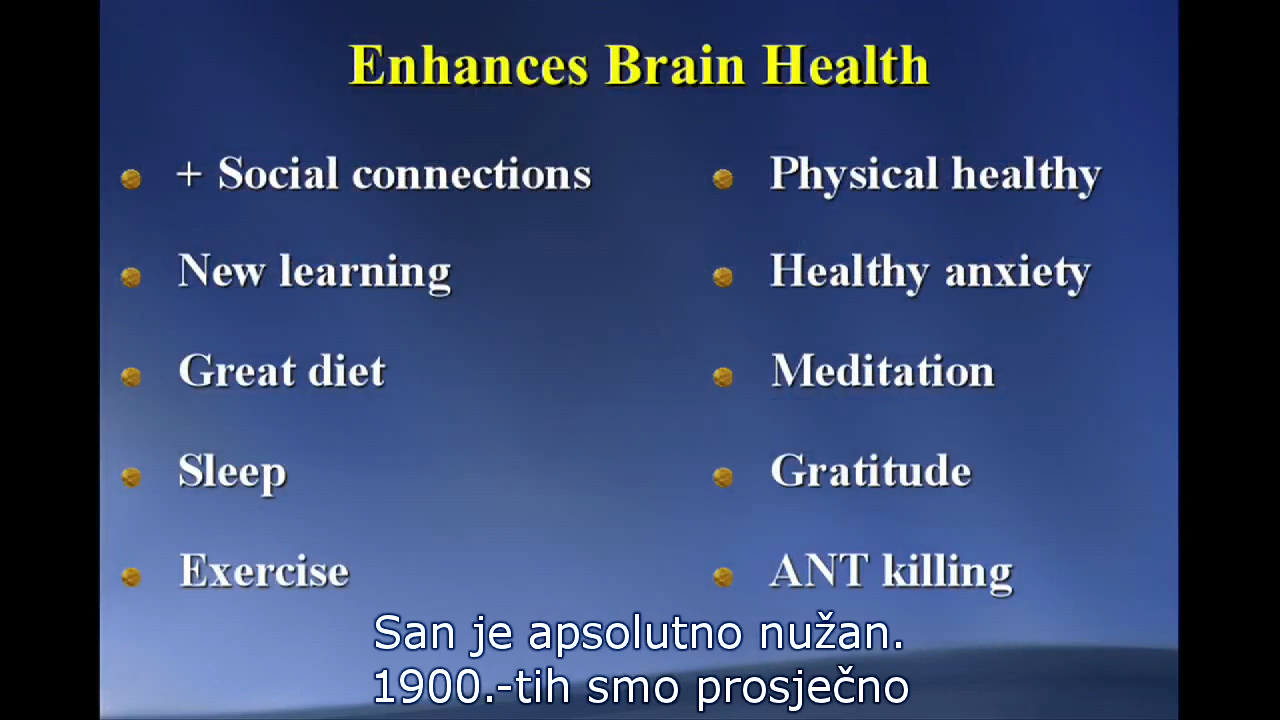 Enhances Brain Health
+ Social connections
New learning
Great diet
Sleep
Exercise
Physical healthy
Healthy anxiety
Meditation
Gratitude
ANT killing
San je apsolutno nužan.
1900.-tih smo prosječno